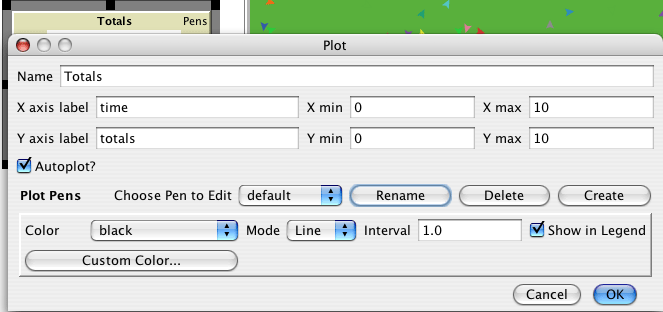 Totals Pens
Plot
Name Totals
X axis label time X min 0 X max 10
Y axis label totals Y min 0 Y max 10
Autoplot?
Plot Pens Choose Pen to Edit default Rename Delete Create
Color black Mode Line Interval 1.0 Show in Legend
Custom Color...
Cancel OK